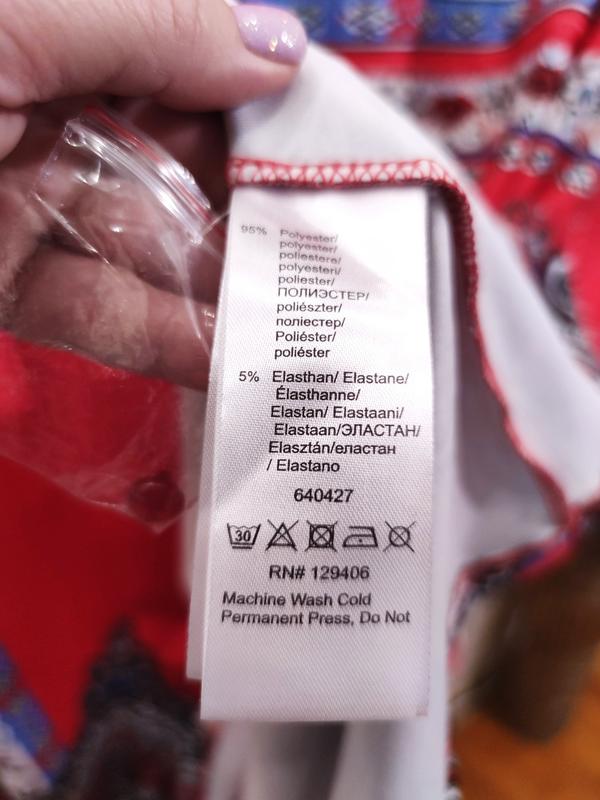 95% Polyester/
polyester/
poliestere/
polyesteri/
poliester/
ПОЛИЭСТЕР/
poliészter/
поліестер/
Poliéster/
poliéster
5% Elasthan/ Elastane/
Élasthanne/
Elastan/ Elastaani/
Elastaan/ЭЛАСТАН/
Elasztán/еластан
/ Elastano
640427
30
RN# 129406
Machine Wash Cold
Permanent Press, Do Not